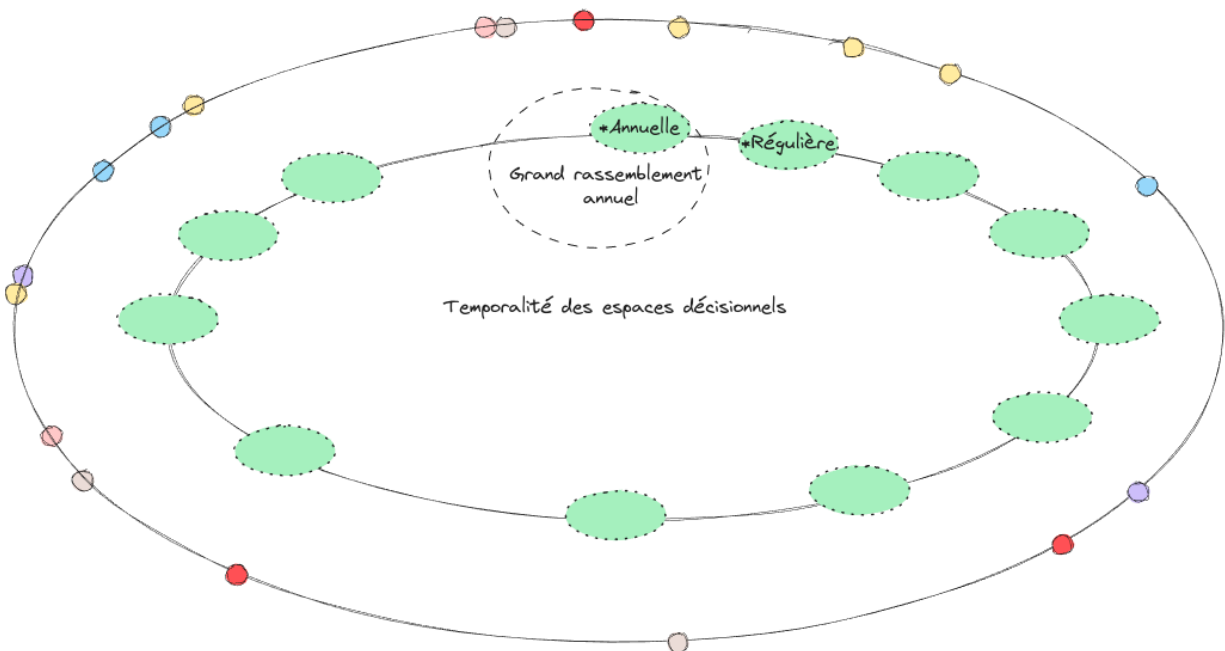 *Annuelle
*Régulière
Grand rassemblement
annuel
Temporalité des espaces décisionnels